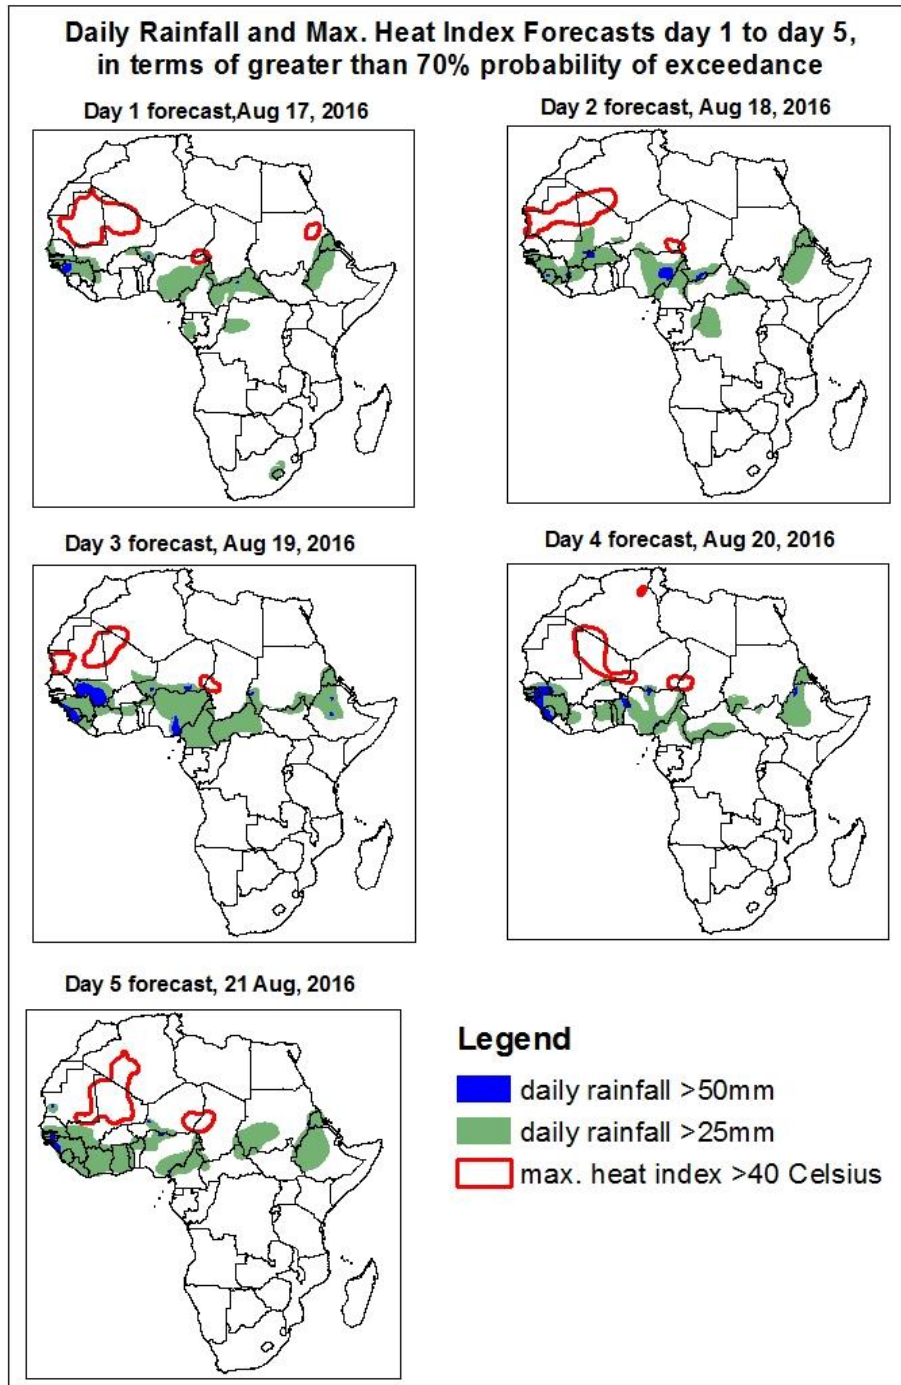 Daily Rainfall and Max. Heat Index Forecasts day 1 to day 5,
in terms of greater than 70% probability of exceedance
Day 1 forecast,Aug 17, 2016
Day 2 forecast, Aug 18, 2016
Day 3 forecast, Aug 19, 2016
Day 4 forecast, Aug 20, 2016
Day 5 forecast, 21 Aug, 2016
Legend
daily rainfall >50mm
daily rainfall >25mm
max. heat index >40 Celsius